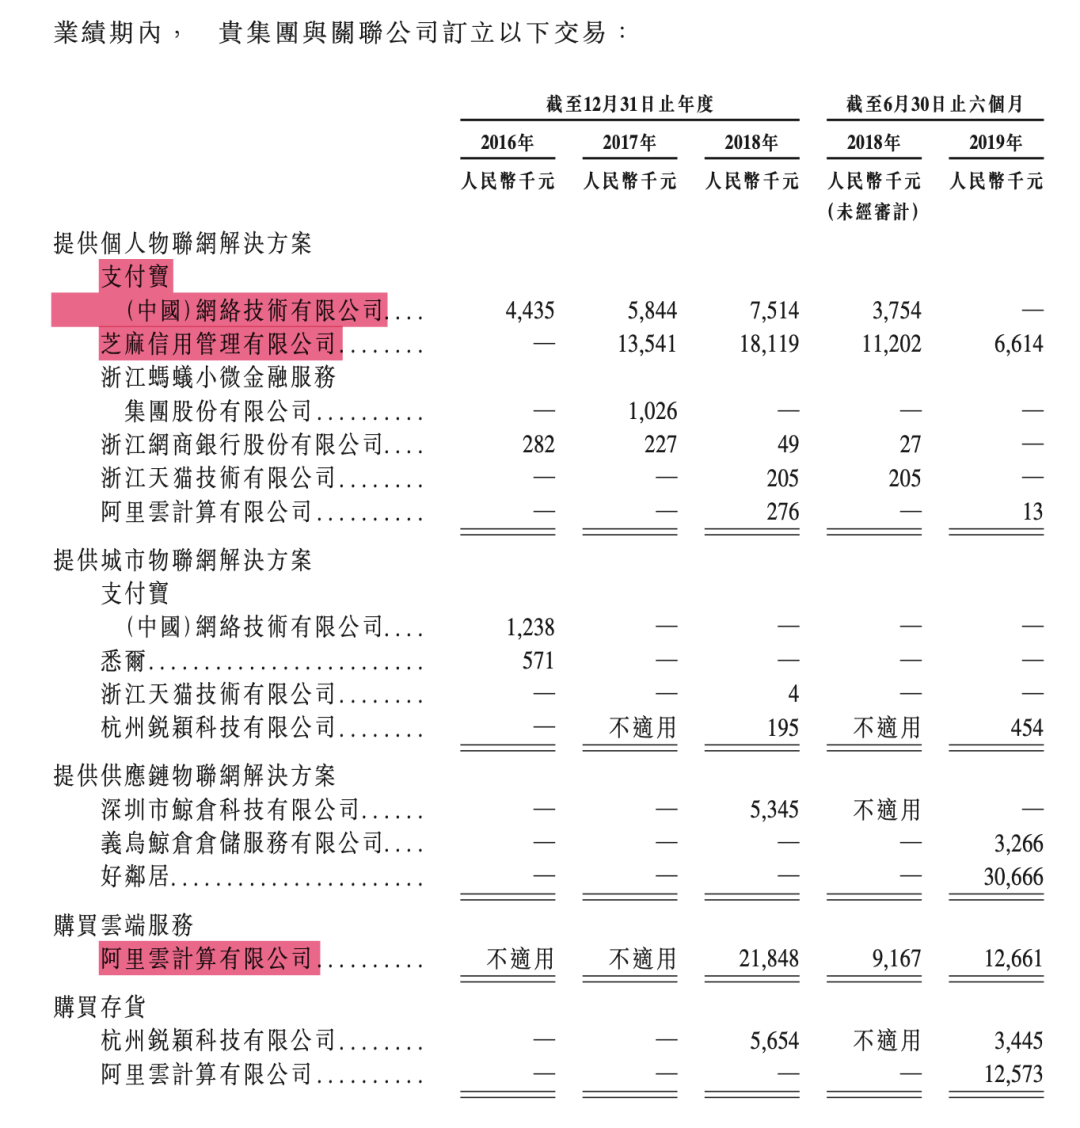 業績期內， 貴集團與關聯公司訂立以下交易：
截至12月31日止年度 截至6月30日止六個月
2016年 2017年 2018年 2018年 2019年
人民幣千元 人民幣千元 人民幣千元 人民幣千元 人民幣千元
(未經審計)
提供個人物聯網解決方案
支付寶
(中國)網絡技術有限公司.... 4,435 5,844 7,514 3,754 —
芝麻信用管理有限公司........ — 13,541 18,119 11,202 6,614
浙江螞蟻小微金融服務
集團股份有限公司.......... — 1,026 — — —
浙江網商銀行股份有限公司.... 282 227 49 27 —
浙江天猫技術有限公司........ — — 205 205 —
阿里雲計算有限公司.......... — — 276 — 13
提供城市物聯網解決方案
支付寶
(中國)網絡技術有限公司.... 1,238 — — — —
悉爾......................... 571 — — — —
浙江天猫技術有限公司........ — — 4 — —
杭州鋭穎科技有限公司........ — 不適用 195 不適用 454
提供供應鏈物聯網解決方案
深圳市鯨倉科技有限公司...... — — 5,345 不適用 —
義烏鯨倉倉儲服務有限公司.... — — — — 3,266
好鄰居....................... — — — — 30,666
購買雲端服務
阿里雲計算有限公司.......... 不適用 不適用 21,848 9,167 12,661
購買存貨
杭州鋭穎科技有限公司........ — — 5,654 不適用 3,445
阿里雲計算有限公司.......... — — — — 12,573